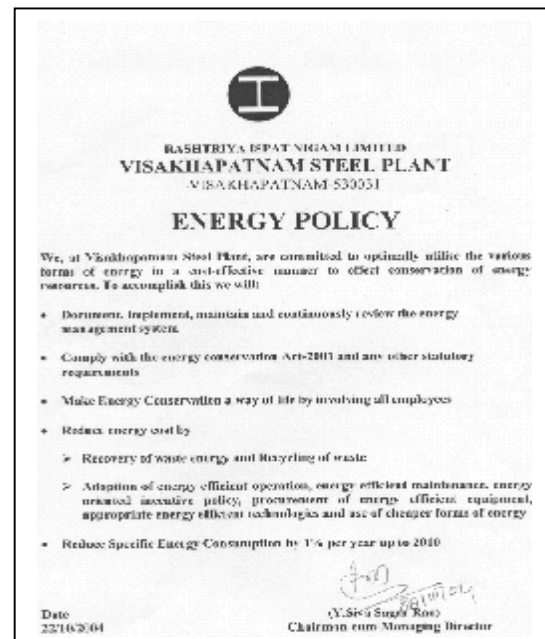 RASHTRIYA ISPAT NIGAM LIMITED
VISAKHAPATNAM STEEL PLANT
VISAKHAPATNAM-530031
ENERGY POLICY
We, at Visakhapatnam Steel Plant, are committed to optimally utilise the various
forms of energy in a cost-effective manner to effect conservation of energy
resources. To accomplish this we will:
• Document, implement, maintain and continuously review the energy
management system
• Comply with the energy conservation Act-2001 and any other statutory
requirements
• Make Energy Conservation a way of life by involving all employees
• Reduce energy cost by
➢ Recovery of waste energy and Recycling of waste
➢ Adoption of energy efficient operation, energy efficient maintenance, energy
oriented incentive policy, procurement of energy efficient equipment,
appropriate energy efficient technologies and use of cheaper forms of energy
• Reduce Specific Energy Consumption by 1% per year up to 2010
(Y.Siva Sagar Rao)
Date
22/10/2004
Chairman cum Managing Director